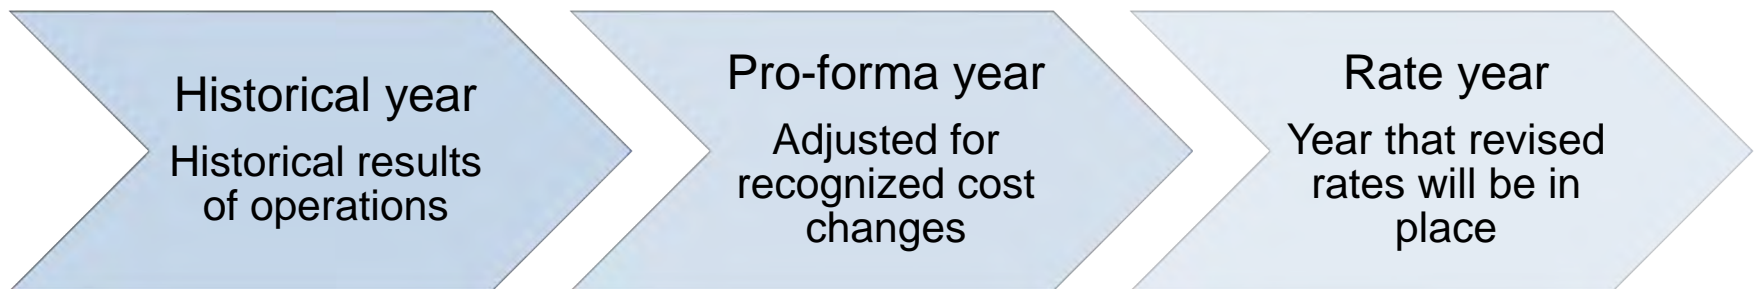 Historical year
Historical results
of operations
Pro-forma year
Adjusted for
recognized cost
changes
Rate year
Year that revised
rates will be in
place